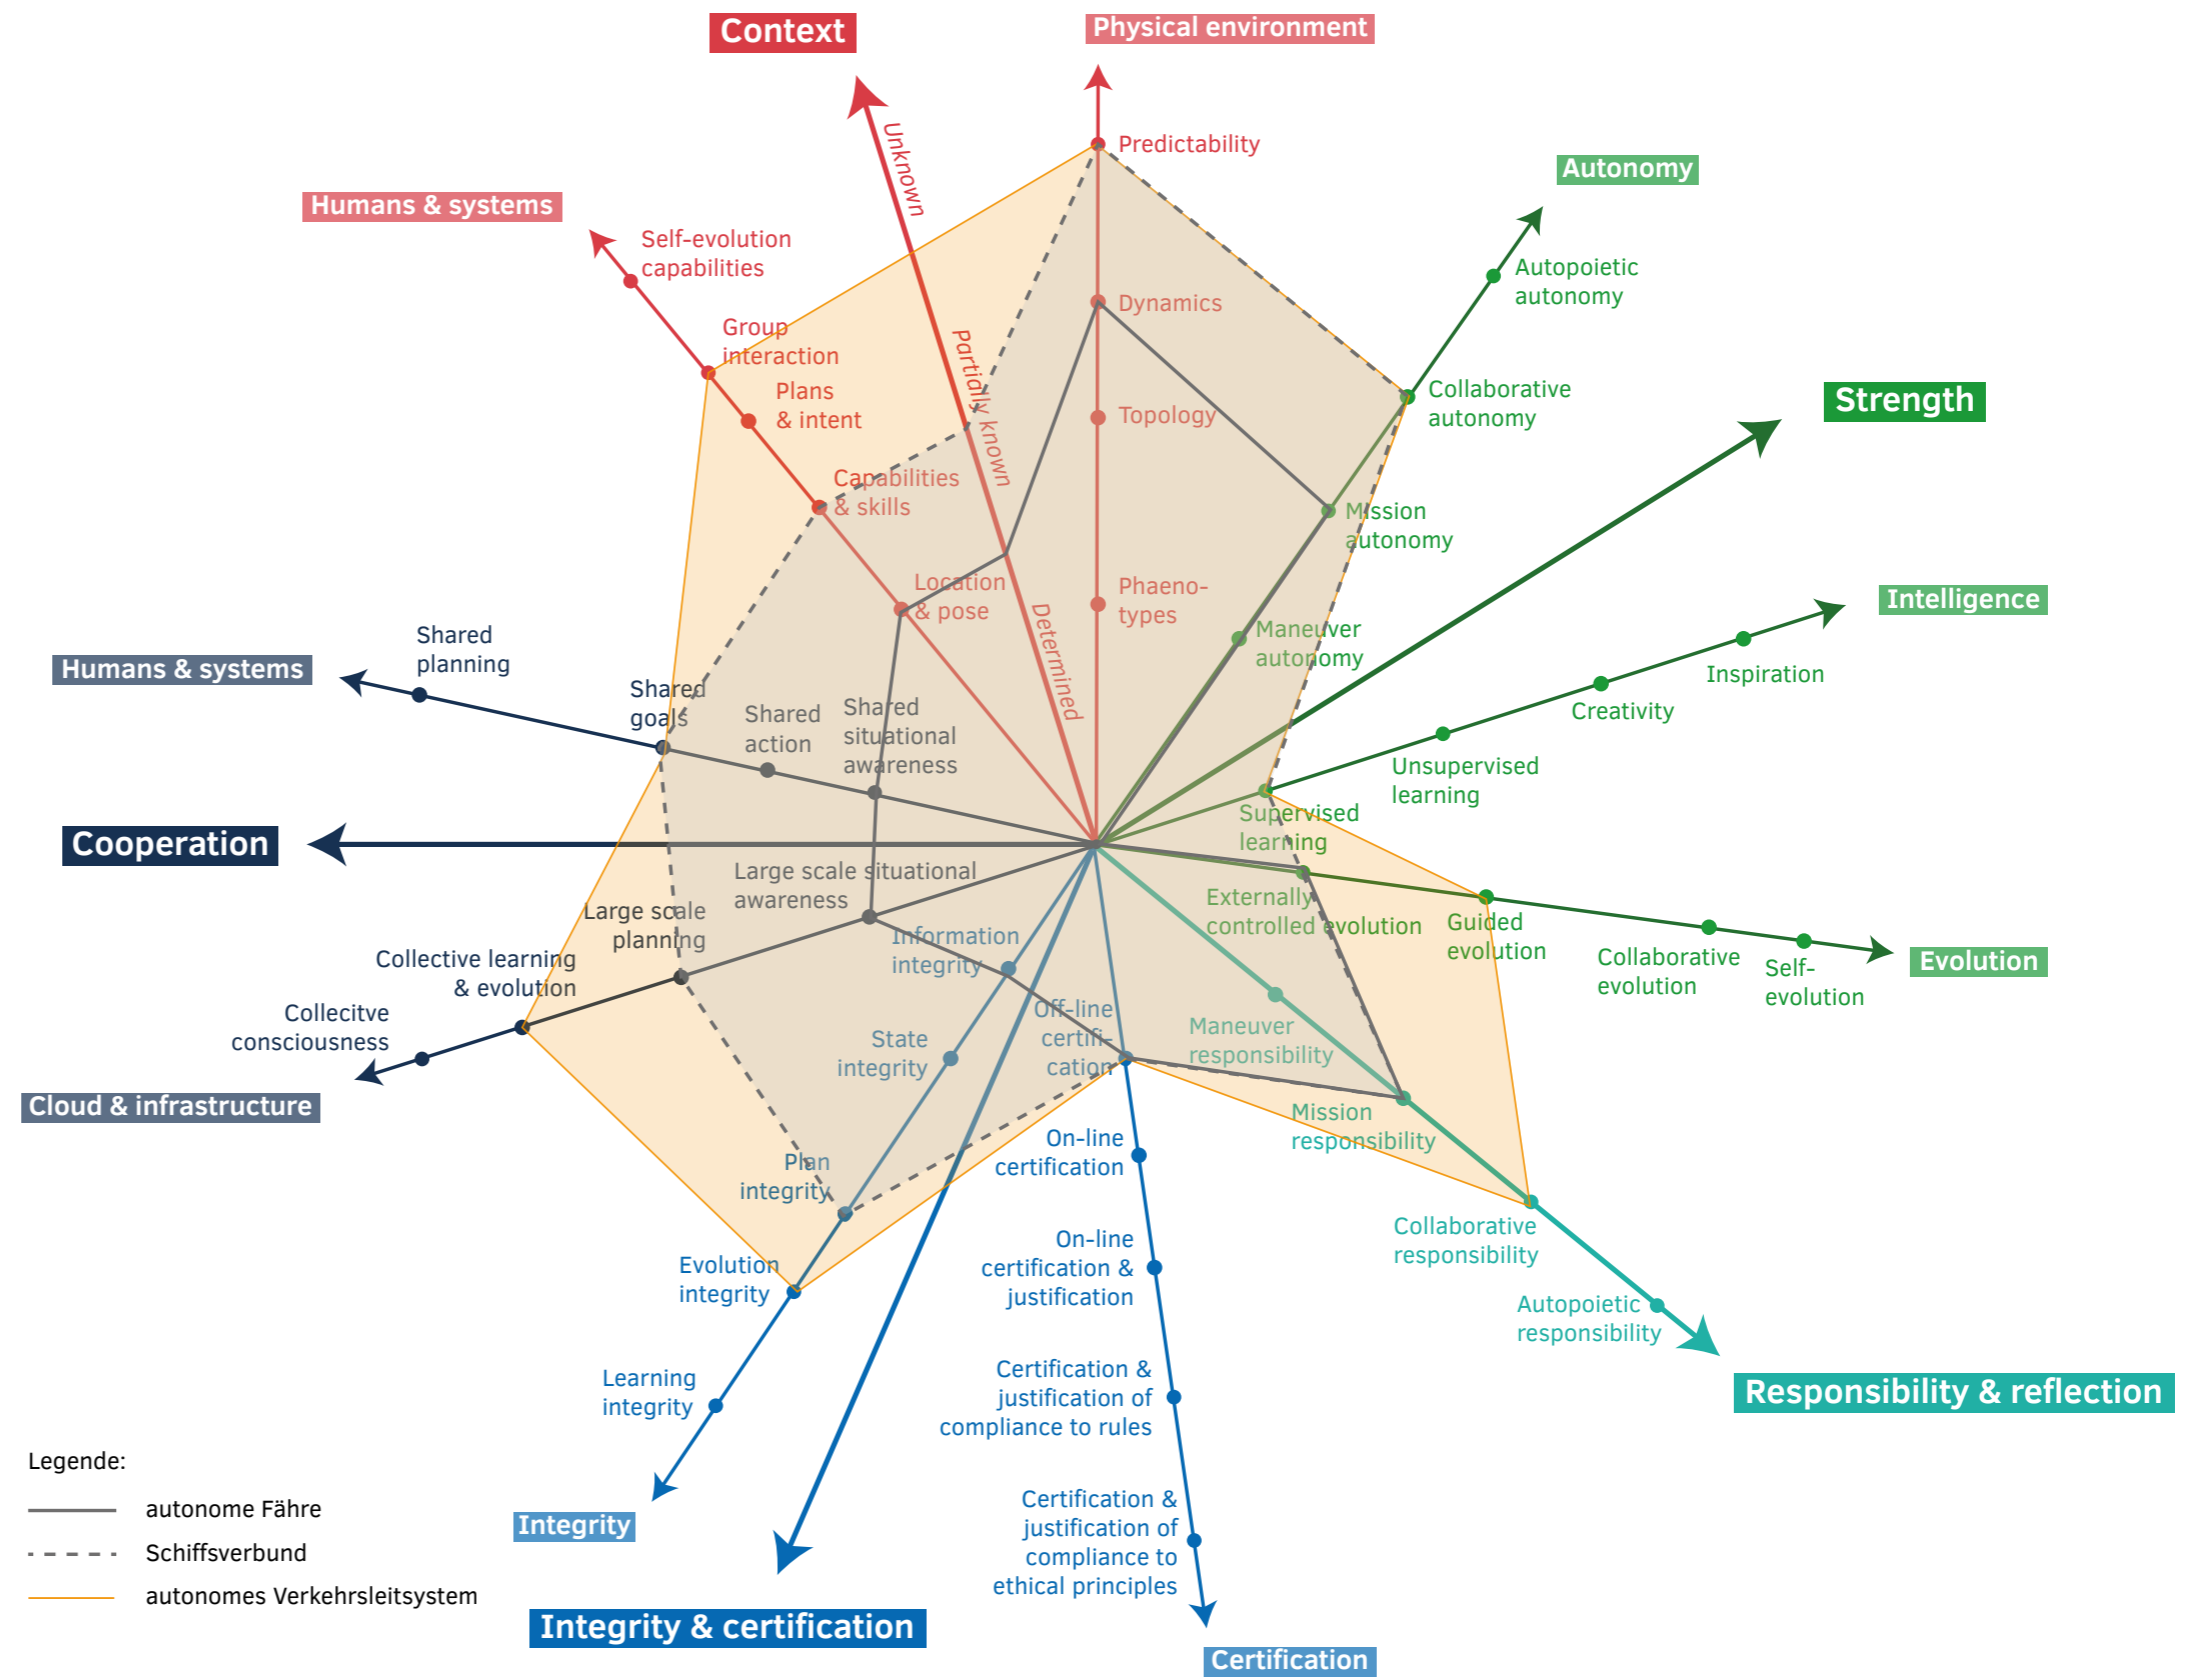 Context
Physical environment
Unknown
Predictability
Autonomy
Humans & systems
Self-evolution
capabilities
Autopoietic
autonomy
Dynamics
Group
interaction
Partially known
Plans
& intent
Collaborative
autonomy
Strength
Topology
Capabilities
& skills
Mission
autonomy
Location
& pose
Phaeno-
types
Determined
Maneuver
autonomy
Intelligence
Inspiration
Creativity
Unsupervised
learning
Supervised
learning
Humans & systems
Shared
planning
Shared
goals
Shared
action
Shared
situational
awareness
Cooperation
Large scale situational
awareness
Large scale
planning
Collective learning
& evolution
Collecitve
consciousness
Cloud & infrastructure
Externally
controlled evolution
Guided
evolution
Collaborative
evolution
Self-
evolution
Evolution
Information
integrity
State
integrity
Plan
integrity
Evolution
integrity
Learning
integrity
Integrity
Off-line
certifi-
cation
On-line
certification
On-line
certification &
justification
Certification &
justification of
compliance to rules
Certification &
justification of
compliance to
ethical principles
Certification
Integrity & certification
Maneuver
responsibility
Mission
responsibility
Collaborative
responsibility
Autopoietic
responsibility
Responsibility & reflection
Legende:
autonome Fähre
Schiffsverbund
autonomes Verkehrsleitsystem